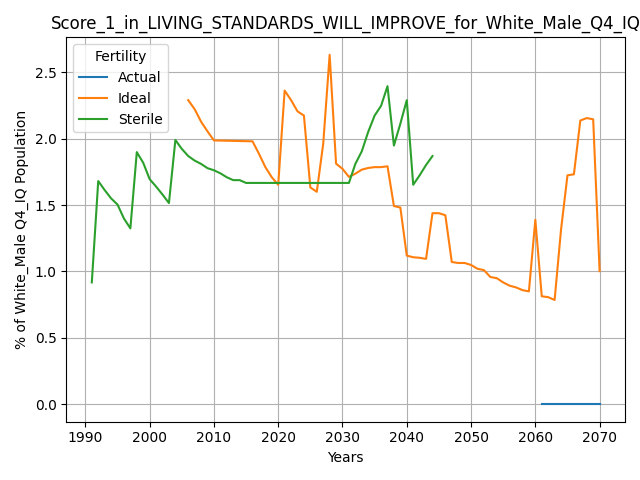 Score_1_in_LIVING_STANDARDS_WILL_IMPROVE_for_White_Male_Q4_IQ
Fertility
Actual
Ideal
Sterile
% of White_Male Q4_IQ Population
2.5
2.0
1.5
1.0
0.5
0.0
1990 2000 2010 2020 2030 2040 2050 2060 2070
Years